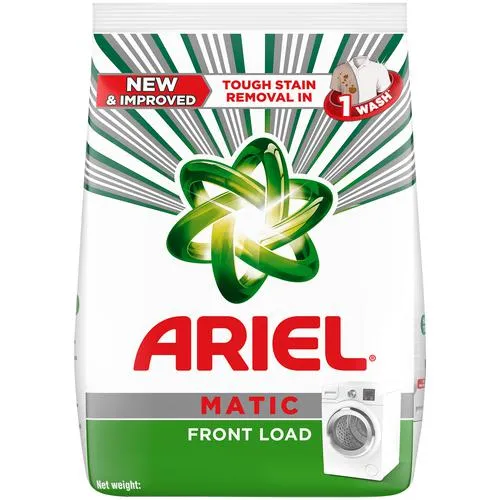 NEW
& IMPROVED
TOUGH STAIN
REMOVAL IN
1 WASH*
ARIEL®
MATIC
FRONT LOAD
Net weight: